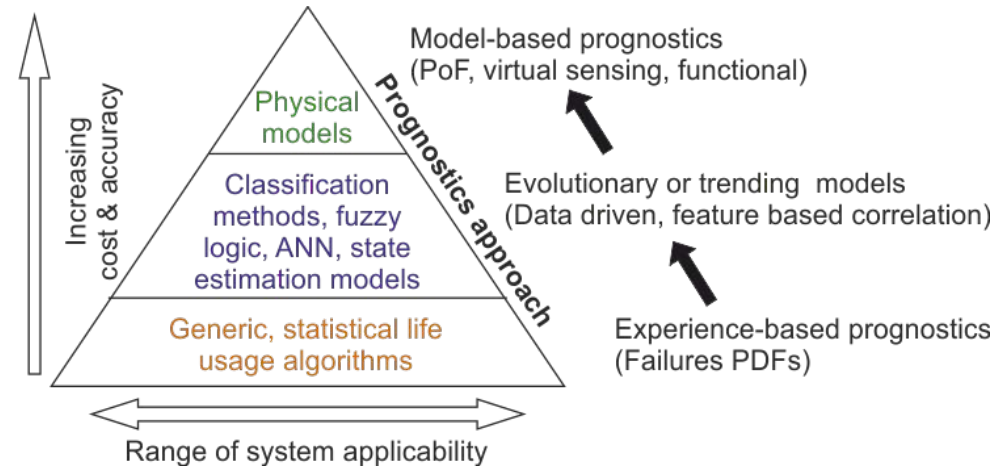 Model-based prognostics
(PoF, virtual sensing, functional)
Increasing
cost & accuracy
Physical
models
Prognostics approach
Classification
methods, fuzzy
logic, ANN, state
estimation models
Evolutionary or trending  models
(Data driven, feature based correlation)
Generic, statistical life
usage algorithms
Experience-based prognostics
(Failures PDFs)
Range of system applicability